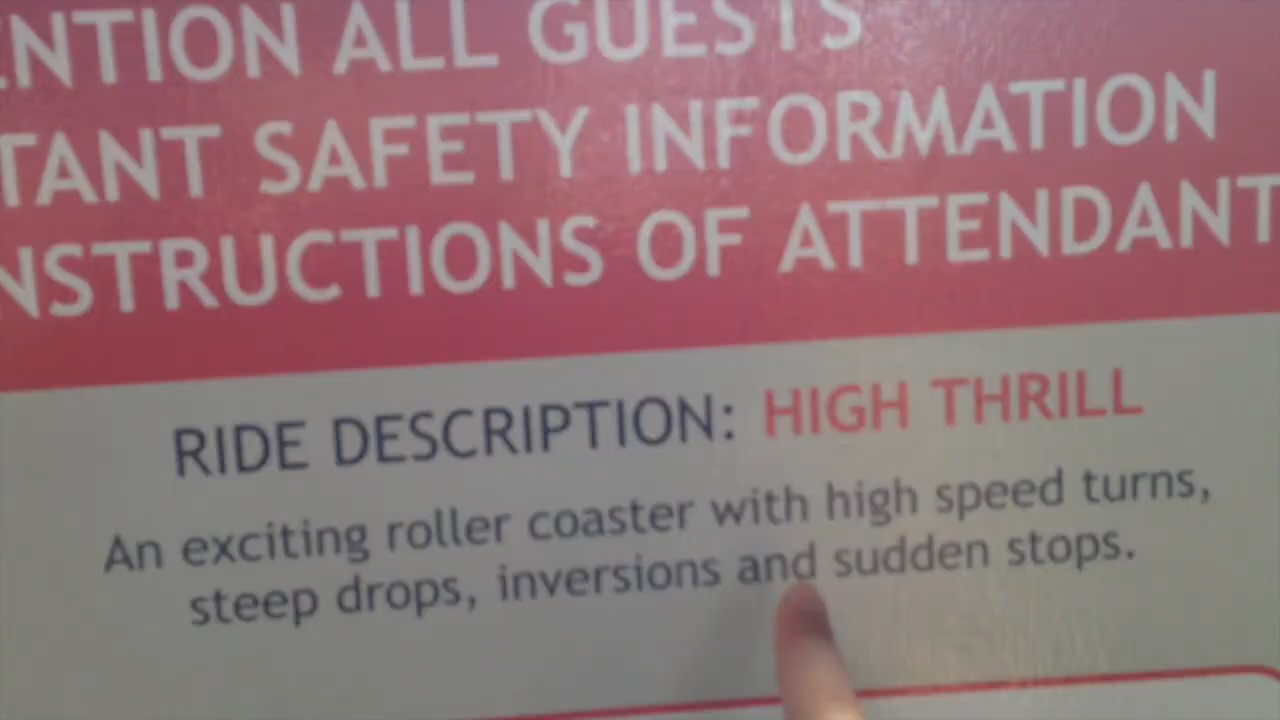 ENTION ALL GUESTS
TANT SAFETY INFORMATION
NSTRUCTIONS OF ATTENDANT
RIDE DESCRIPTION: HIGH THRILL
An exciting roller coaster with high speed turns,
steep drops, inversions and sudden stops.